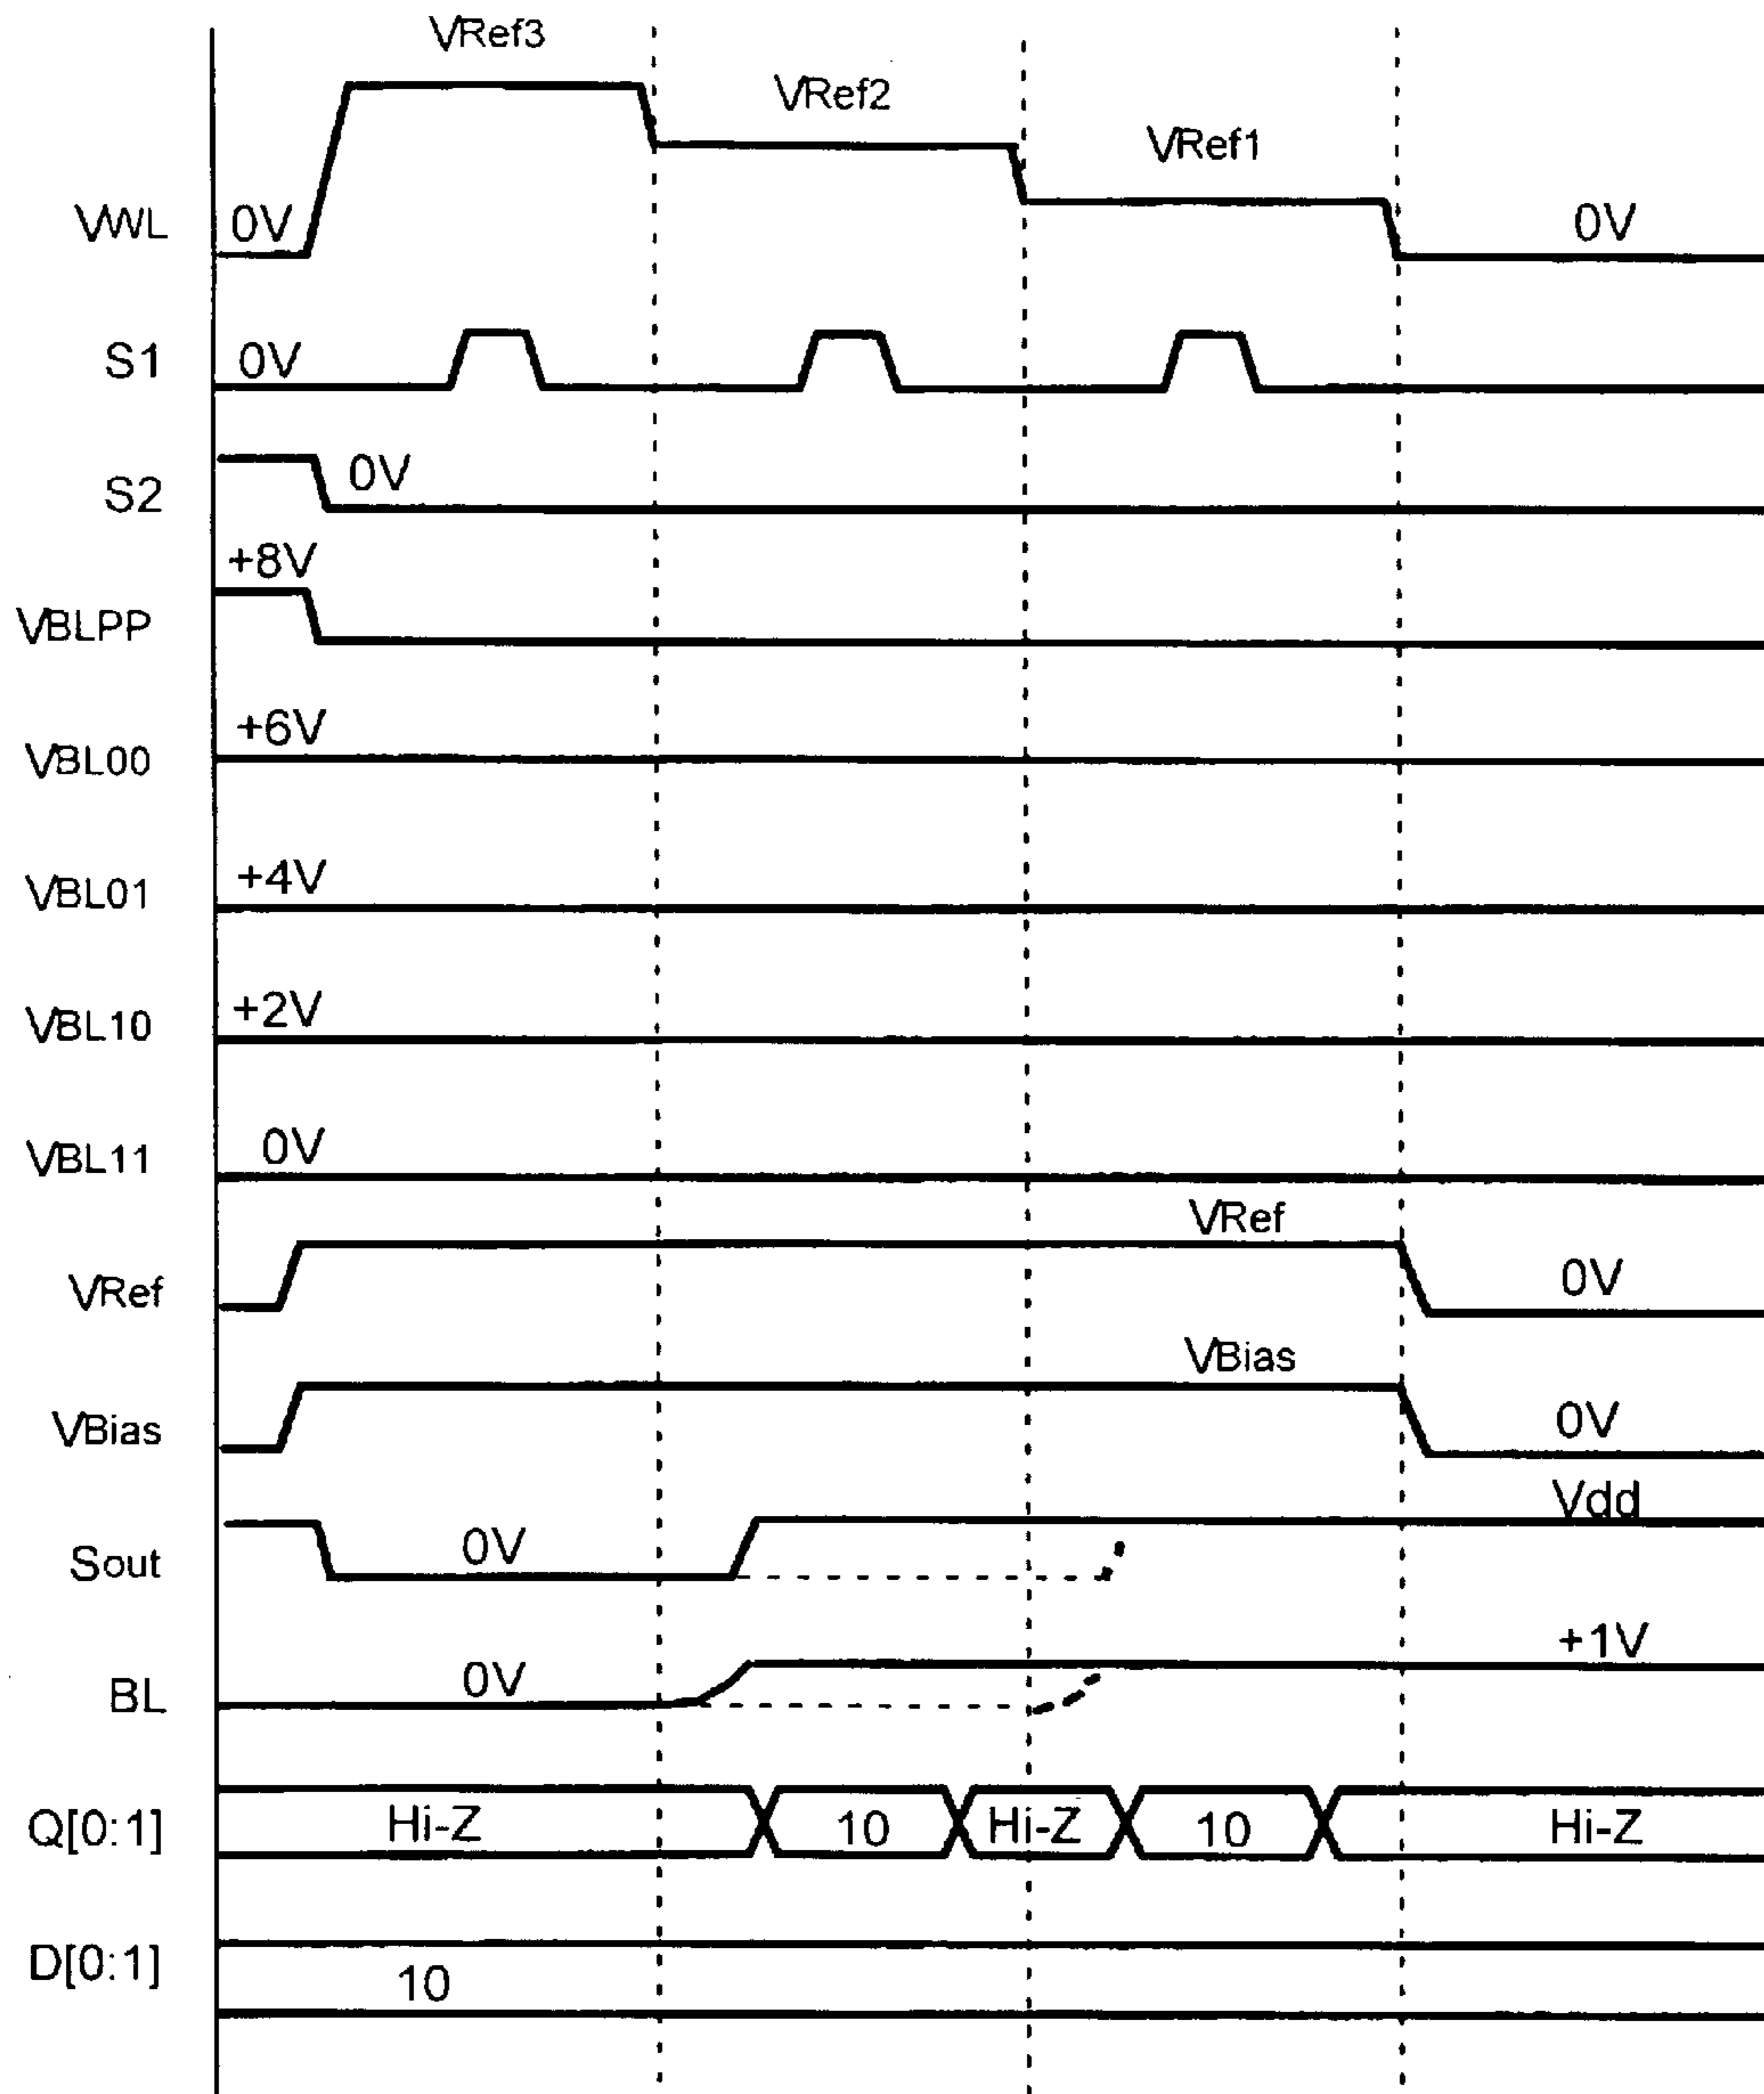 VRef3
VRef2
VRef1
VWL 0V 0V
S1 0V
S2 0V
+8V
VBLPP
+6V
VBL00
+4V
VBL01
+2V
VBL10
0V
VBL11
VRef
VRef 0V
VBias
VBias 0V
Vdd
Sout 0V
+1V
BL 0V
Q[0:1] Hi-Z 10 Hi-Z 10 Hi-Z
D[0:1] 10